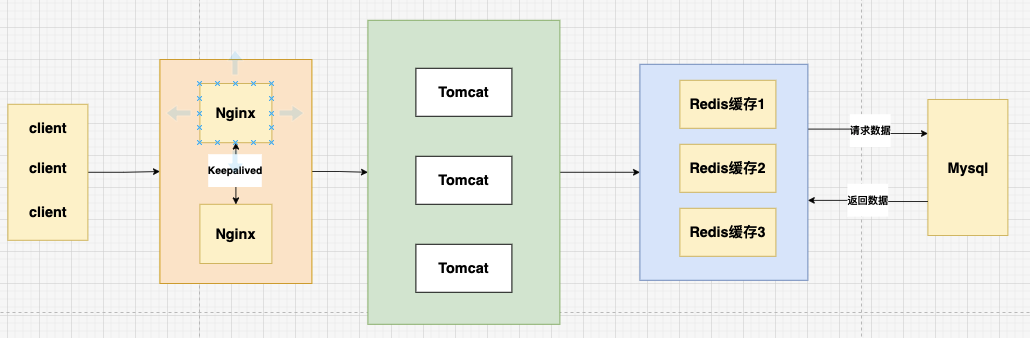 client
client
client
Nginx
Keepalived
Nginx
Tomcat
Tomcat
Tomcat
Redis缓存1
Redis缓存2
Redis缓存3
请求数据
返回数据
Mysql